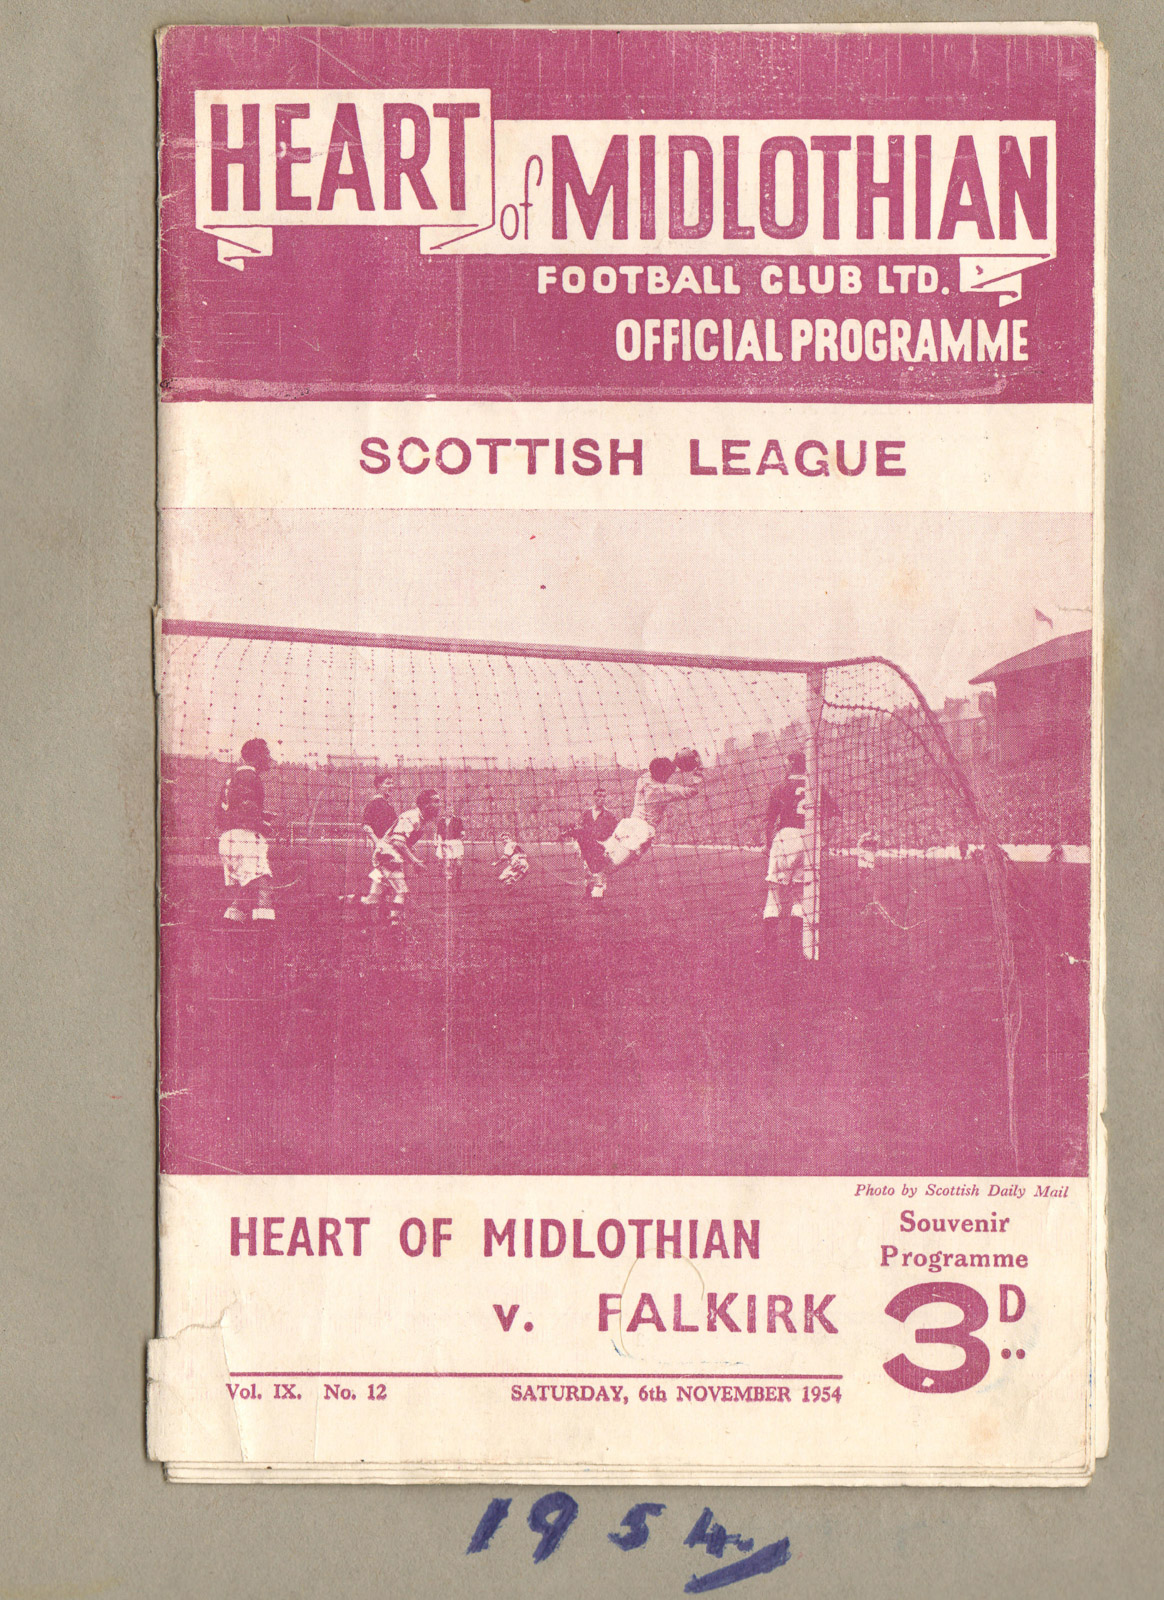 HEART
of MIDLOTHIAN
FOOTBALL CLUB LTD.
OFFICIAL PROGRAMME
SCOTTISH LEAGUE
2
Photo by Scottish Daily Mail
HEART OF MIDLOTHIAN
v. FALKIRK
Souvenir
Programme
3D..
Vol. IX. No. 12
SATURDAY, 6th NOVEMBER 1954
1954